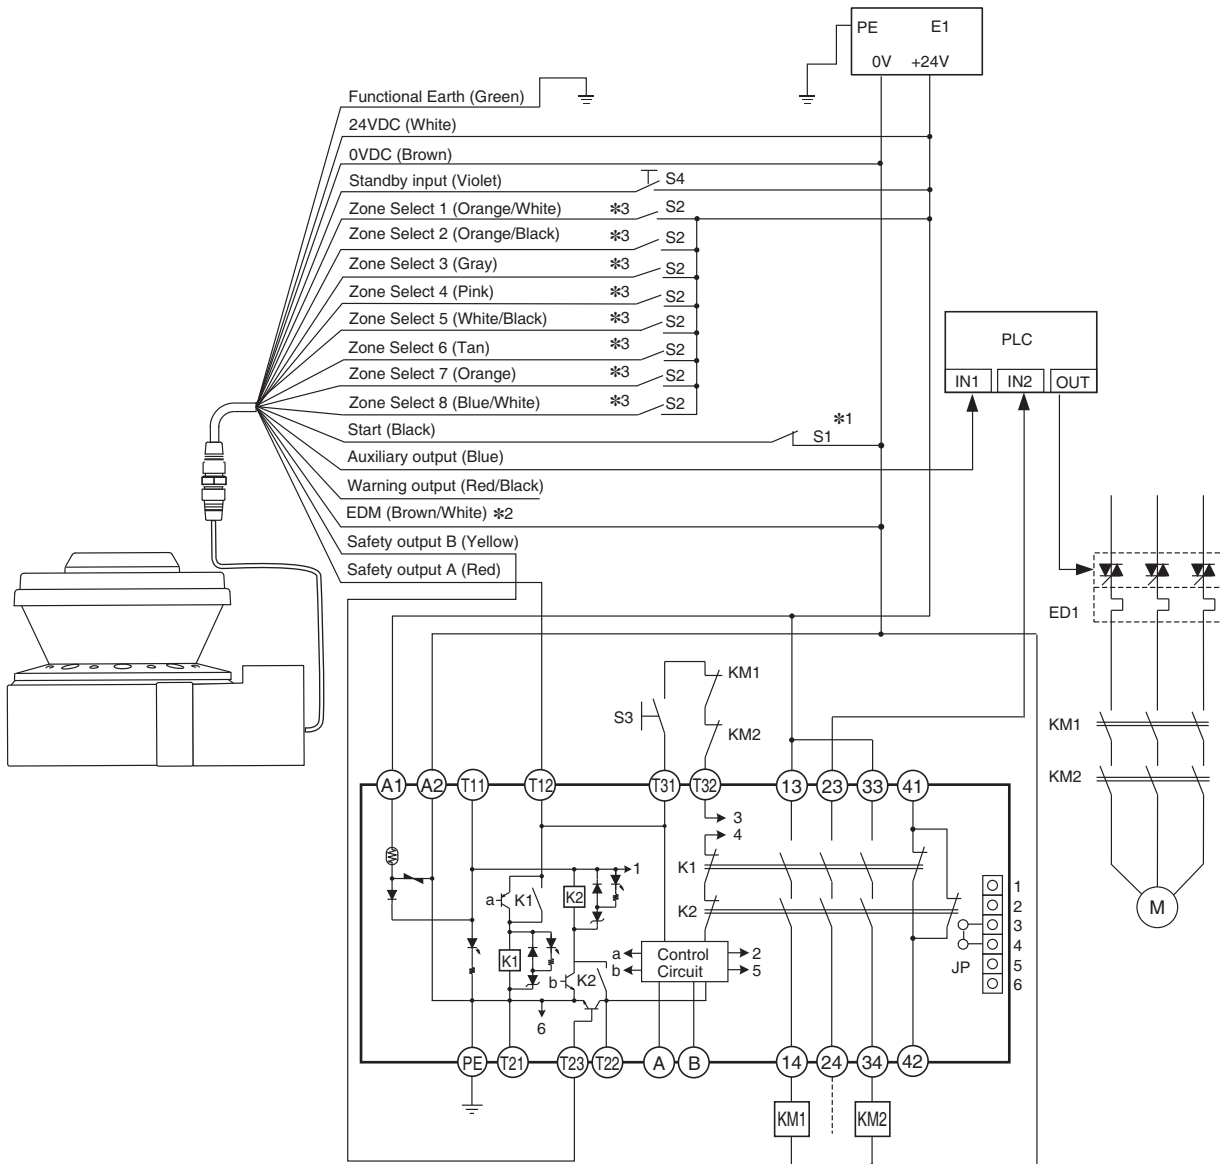 PE E1
0V +24V
Functional Earth (Green)
24VDC (White)
0VDC (Brown)
Standby input (Violet) S4
Zone Select 1 (Orange/White) ✻3 S2
Zone Select 2 (Orange/Black) ✻3 S2
Zone Select 3 (Gray) ✻3 S2
Zone Select 4 (Pink) ✻3 S2
Zone Select 5 (White/Black) ✻3 S2
Zone Select 6 (Tan) ✻3 S2
Zone Select 7 (Orange) ✻3 S2
Zone Select 8 (Blue/White) ✻3 S2
Start (Black) S1 ✻1
Auxiliary output (Blue)
Warning output (Red/Black)
EDM (Brown/White) ✻2
Safety output B (Yellow)
Safety output A (Red)
PLC
IN1 IN2 OUT
ED1
KM1
KM2
M
S3
KM1
KM2
A1 A2 T11 T12 T31 T32 13 23 33 41
3
4
1
K1
K2
a K1
K2
K1
b K2
6
a
b
Control
Circuit
2
5
JP
1
2
3
4
5
6
PE T21 T23 T22 A B 14 24 34 42
KM1 KM2